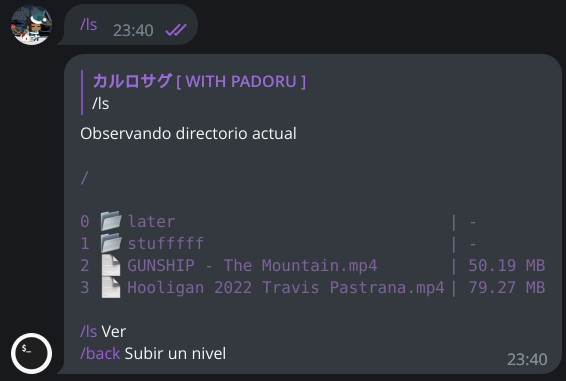 /ls 23:40
カルロサグ [ WITH PADORU ]
/ls
Observando directorio actual
/
0 later | -
1 stufffff | -
2 GUNSHIP - The Mountain.mp4 | 50.19 MB
3 Hooligan 2022 Travis Pastrana.mp4 | 79.27 MB
/ls Ver
/back Subir un nivel
$_
23:40